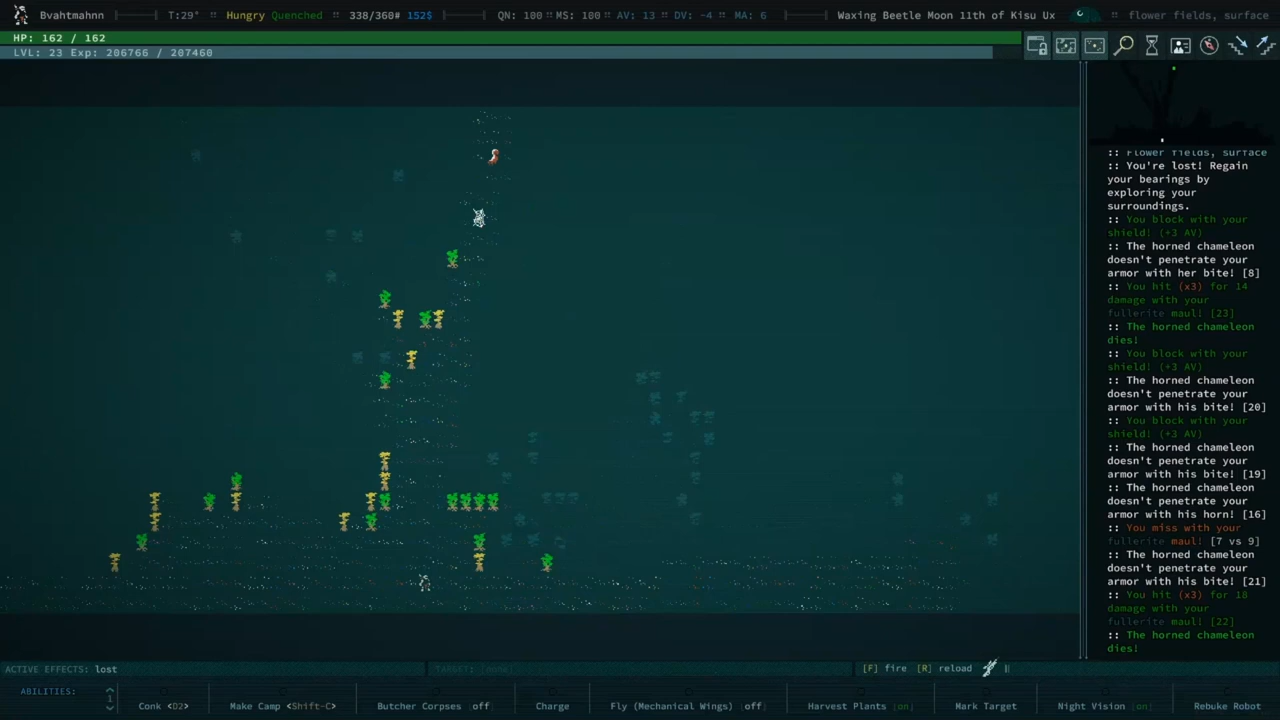 Bvahtmahnn T:29° Hungry Quenched 338/360# 152$ QN: 100 MS: 100 AV: 13 DV: -4 MA: 6 Waxing Beetle Moon 11th of Kisu Ux flower fields, surface
HP: 162 / 162
LVL: 23 Exp: 206766 / 207460
:: Flower fields, surface
:: You're lost! Regain
your bearings by
exploring your
surroundings.
:: You block with your
shield! (+3 AV)
:: The horned chameleon
doesn't penetrate your
armor with her bite! [8]
:: You hit (x3) for 14
damage with your
fullerite maul! [23]
:: The horned chameleon
dies!
:: You block with your
shield! (+3 AV)
:: The horned chameleon
doesn't penetrate your
armor with his bite! [20]
:: You block with your
shield! (+3 AV)
:: The horned chameleon
doesn't penetrate your
armor with his bite! [19]
:: The horned chameleon
doesn't penetrate your
armor with his horn! [16]
:: You miss with your
fullerite maul! [7 vs 9]
:: The horned chameleon
doesn't penetrate your
armor with his bite! [21]
:: You hit (x3) for 18
damage with your
fullerite maul! [22]
:: The horned chameleon
dies!
ACTIVE EFFECTS: lost TARGET: [none] [F] fire [R] reload
ABILITIES: 1 Conk <D2> Make Camp <Shift-C> Butcher Corpses [off] Charge Fly (Mechanical Wings) [off] Harvest Plants [on] Mark Target Night Vision [on] Rebuke Robot